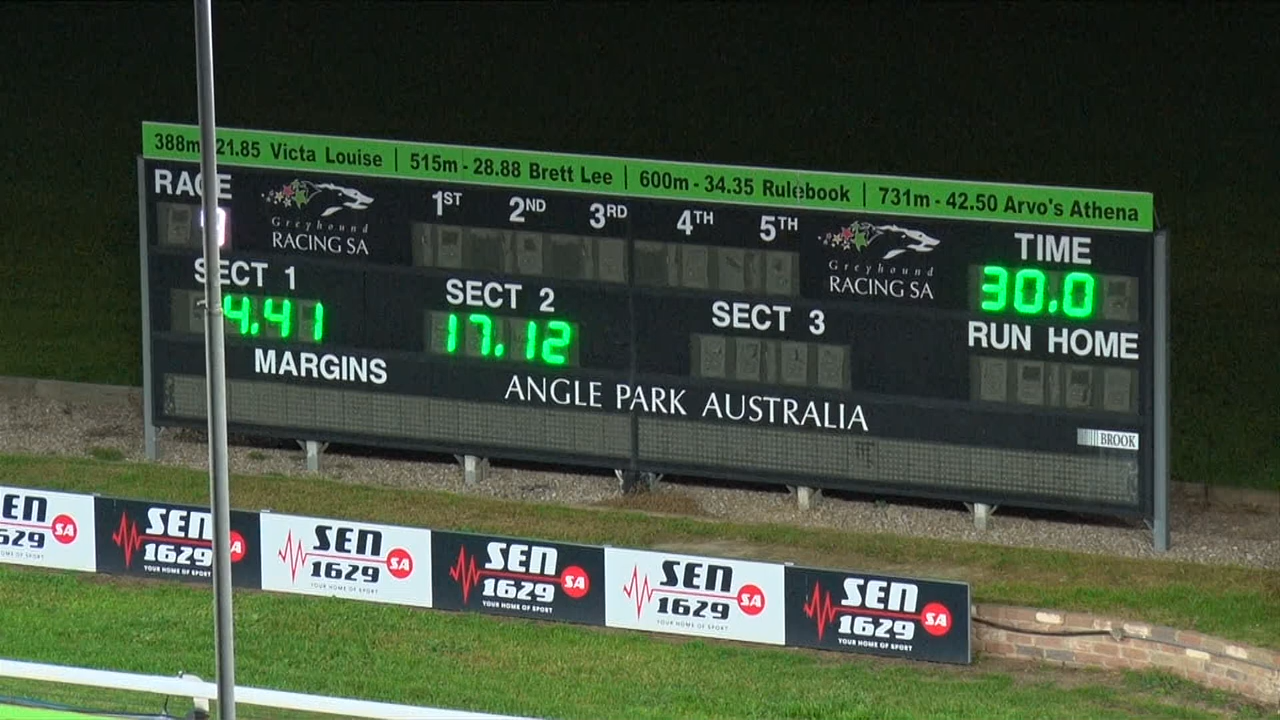 388m 21.85 Victa Louise | 515m - 28.88 Brett Lee | 600m - 34.35 Rulebook | 731m - 42.50 Arvo's Athena
RACE
Greyhound
RACING SA
1ST 2ND 3RD 4TH 5TH
Greyhound
RACING SA
TIME
30.0
SECT 1
4.41
SECT 2
17.12
SECT 3
RUN HOME
MARGINS
ANGLE PARK AUSTRALIA
BROOK
SEN SA
1629
YOUR HOME OF SPORT
SEN SA
1629
YOUR HOME OF SPORT
SEN SA
1629
YOUR HOME OF SPORT
SEN SA
1629
YOUR HOME OF SPORT
SEN SA
1629
YOUR HOME OF SPORT